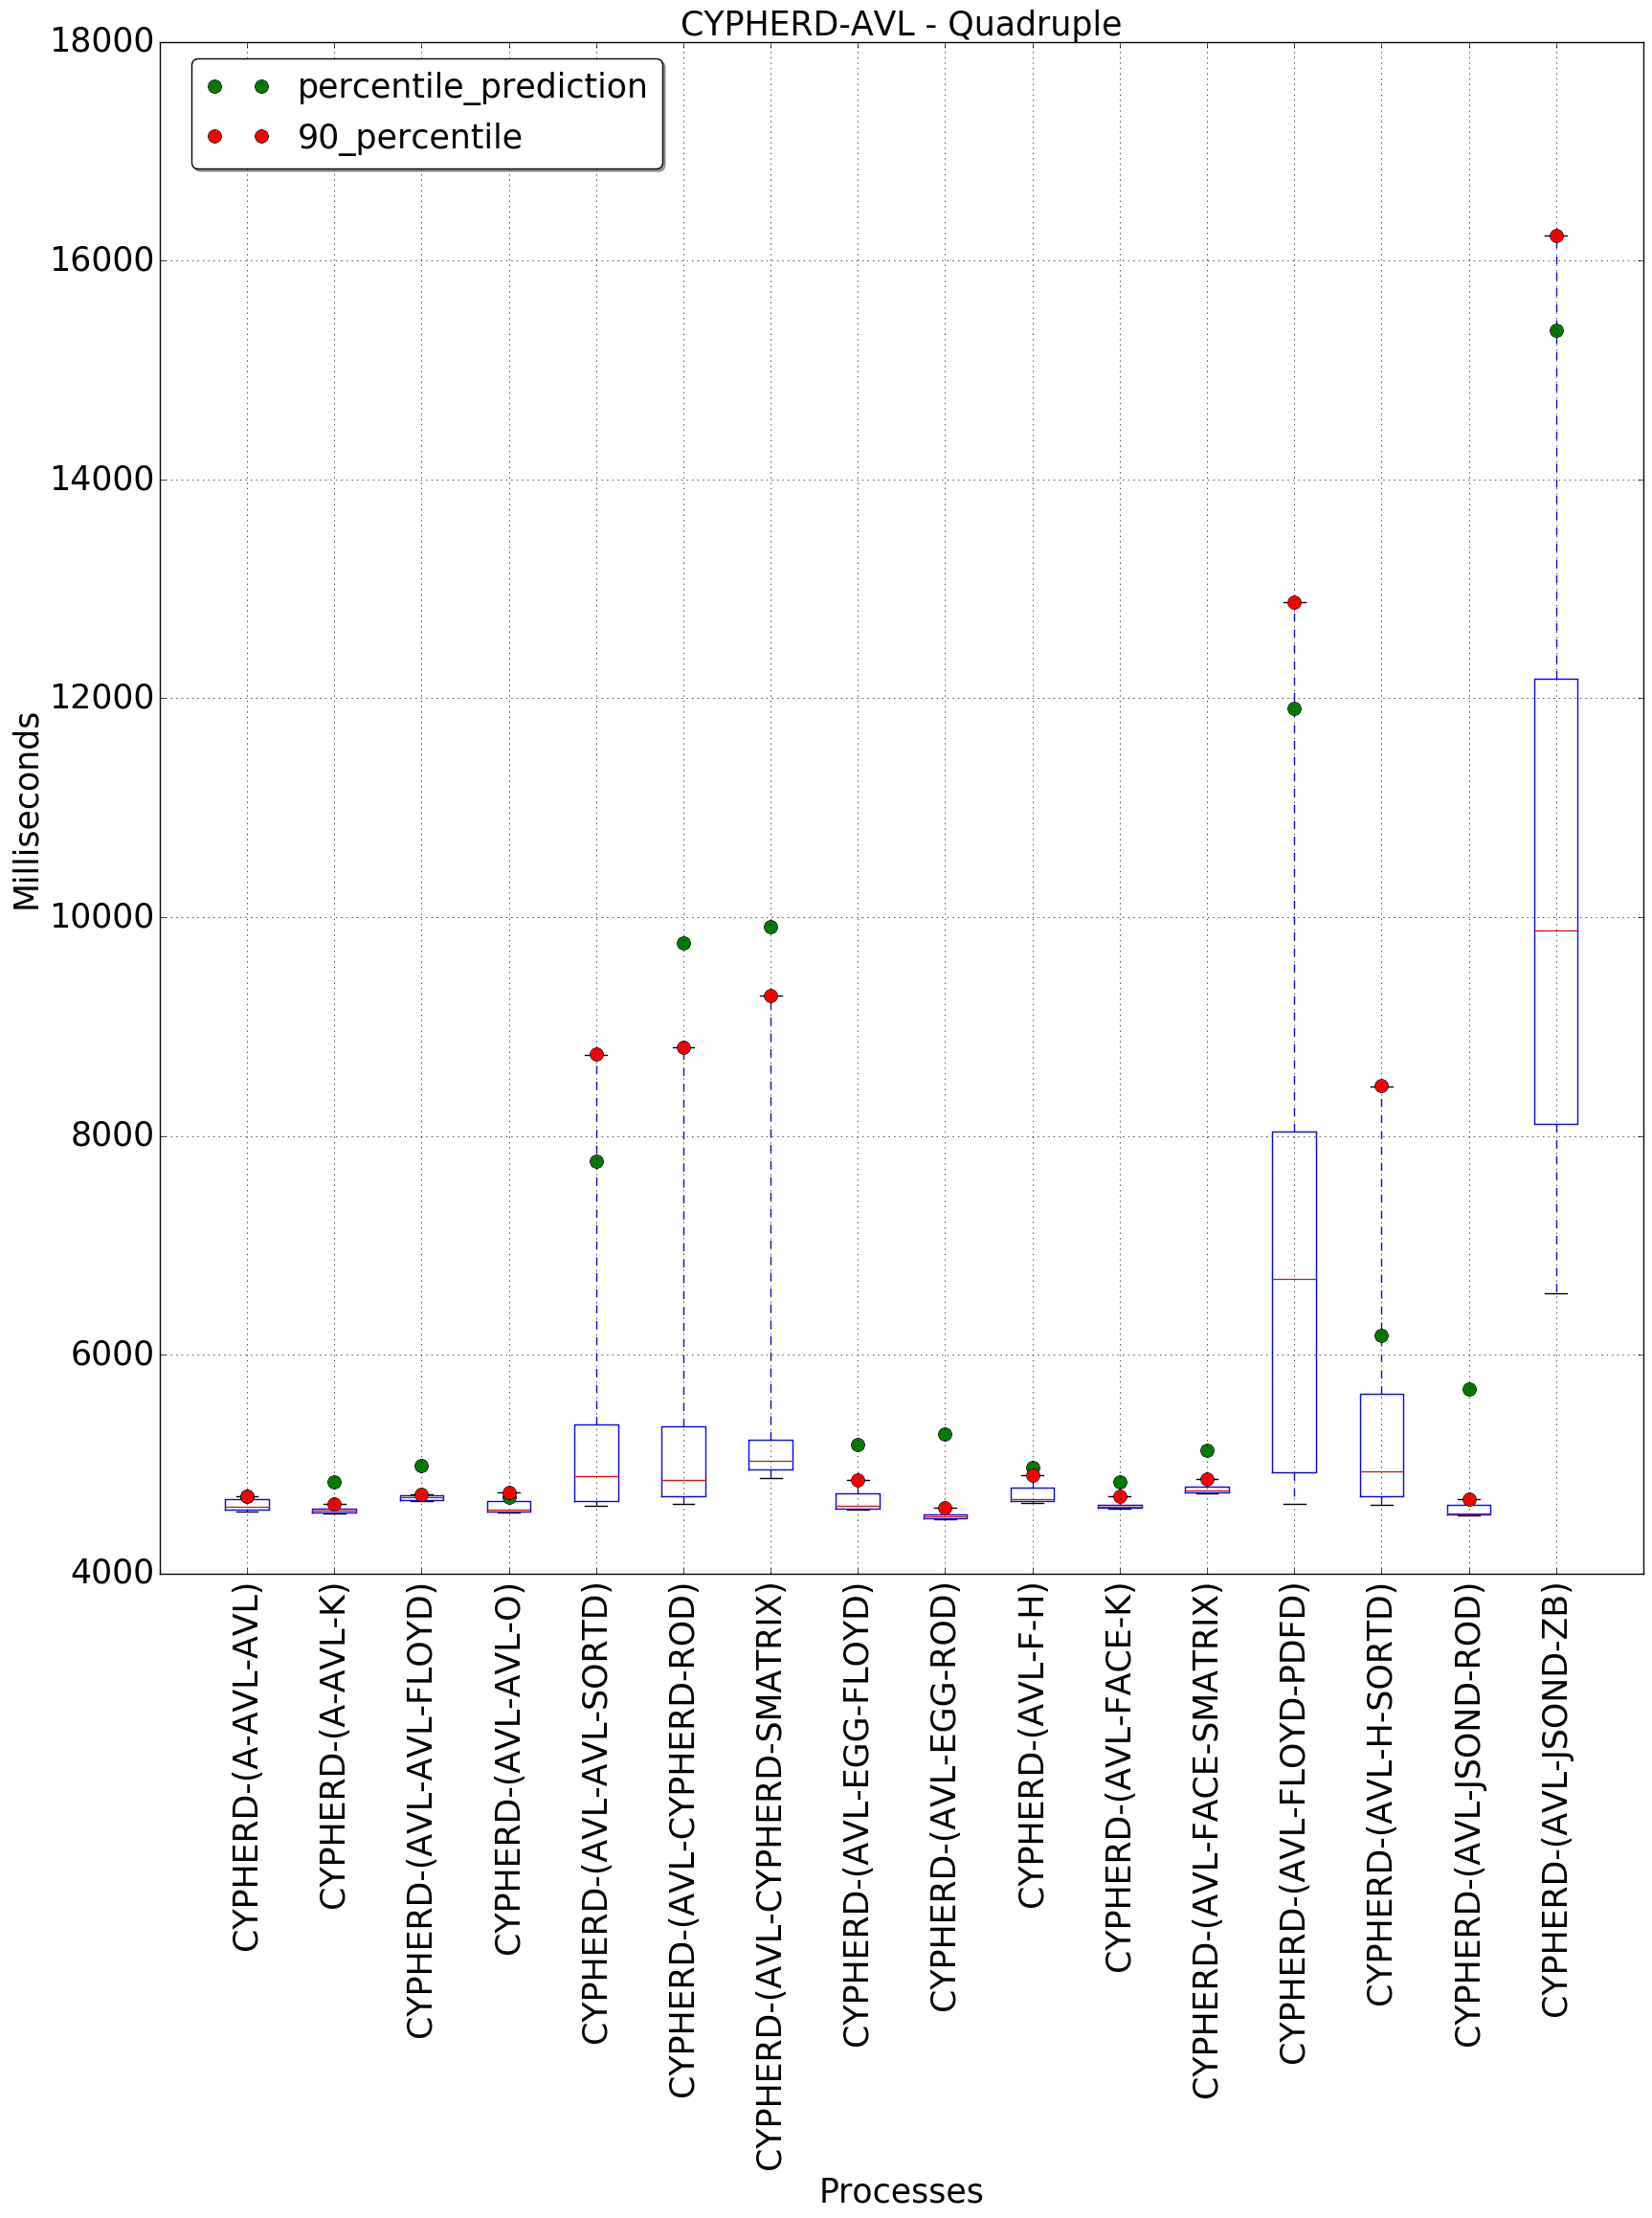 CYPHERD-AVL - Quadruple
percentile_prediction
90_percentile
18000
16000
14000
12000
10000
8000
6000
4000
Milliseconds
CYPHERD-(A-AVL-AVL)
CYPHERD-(A-AVL-K)
CYPHERD-(AVL-AVL-FLOYD)
CYPHERD-(AVL-AVL-O)
CYPHERD-(AVL-AVL-SORTD)
CYPHERD-(AVL-CYPHERD-ROD)
CYPHERD-(AVL-CYPHERD-SMATRIX)
CYPHERD-(AVL-EGG-FLOYD)
CYPHERD-(AVL-EGG-ROD)
CYPHERD-(AVL-F-H)
CYPHERD-(AVL-FACE-K)
CYPHERD-(AVL-FACE-SMATRIX)
CYPHERD-(AVL-FLOYD-PDFD)
CYPHERD-(AVL-H-SORTD)
CYPHERD-(AVL-JSOND-ROD)
CYPHERD-(AVL-JSOND-ZB)
Processes